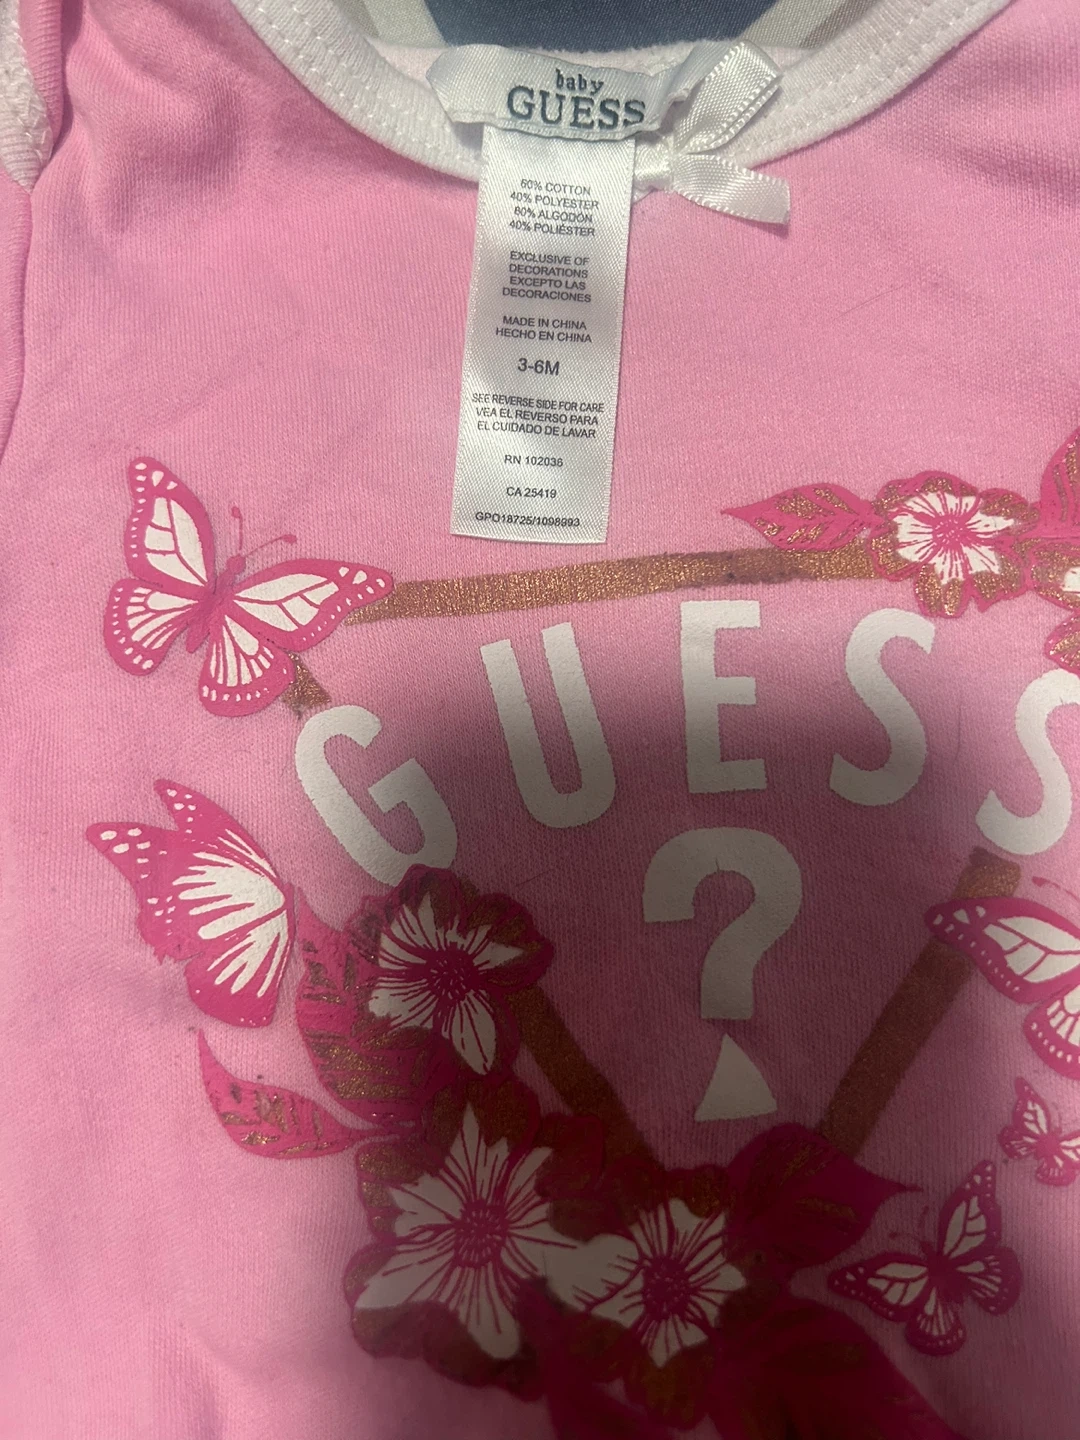 baby
GUESS
60% COTTON
40% POLYESTER
60% ALGODÓN
40% POLIÉSTER
EXCLUSIVE OF
DECORATIONS
EXCEPTO LAS
DECORACIONES
MADE IN CHINA
HECHO EN CHINA
3-6M
SEE REVERSE SIDE FOR CARE
VEA EL REVERSO PARA
EL CUIDADO DE LAVAR
RN 102036
CA 25419
GPO18725/1098993
GUESS
?